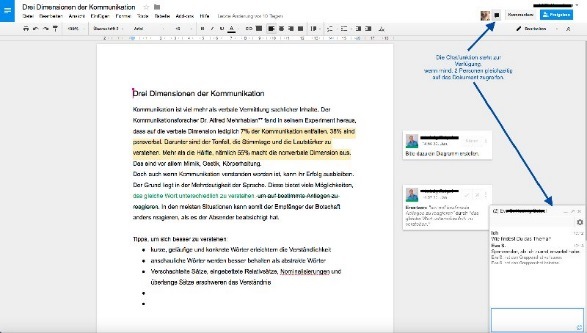 Drei Dimensionen der Kommunikation
Datei Bearbeiten Ansicht Einfügen Format Tools Tabelle Add-ons Hilfe Letzte Änderung vor 10 Tagen
Kommentare
Freigeben
100%
Arial
Bearbeiten
Die Chatfunktion steht zur
Verfügung,
wenn mind. 2 Personen gleichzeitig
auf das Dokument zugreifen.
Drei Dimensionen der Kommunikation
Kommunikation ist viel mehr als verbale Vermittlung sachlicher Inhalte. Der
Kommunikationsforscher Dr. Alfred Mehrabian** fand in seinem Experiment heraus,
dass auf die verbale Dimension lediglich 7% der Kommunikation entfallen, 38% sind
paraverbal. Darunter sind der Tonfall, die Stimmlage und die Lautstärke zu
verstehen. Mehr als die Hälfte, nämlich 55% macht die nonverbale Dimension aus.
Das sind vor allem Mimik, Gestik, Körperhaltung.
Doch auch wenn Kommunikation verstanden worden ist, kann ihr Erfolg ausbleiben.
Der Grund liegt in der Mehrdeutigkeit der Sprache. Diese bietet viele Möglichkeiten,
das gleiche Wort unterschiedlich zu verstehen um auf bestimmte Anliegen zu
reagieren. In den meisten Situationen kann somit der Empfänger der Botschaft
anders reagieren, als es der Absender beabsichtigt hat.
Tipps, um sich besser zu verstehen:
kurze, geläufige und konkrete Wörter erleichtern die Verständlichkeit
anschauliche Wörter werden besser behalten als abstrakte Wörter
Verschachtelte Sätze, eingebettete Relativsätze, Nominalisierungen und
überlange Sätze erschweren das Verständnis
Bitte dazu ein Diagramm erstellen.
Ich
Wie findest Du das Thema?
Eva S.